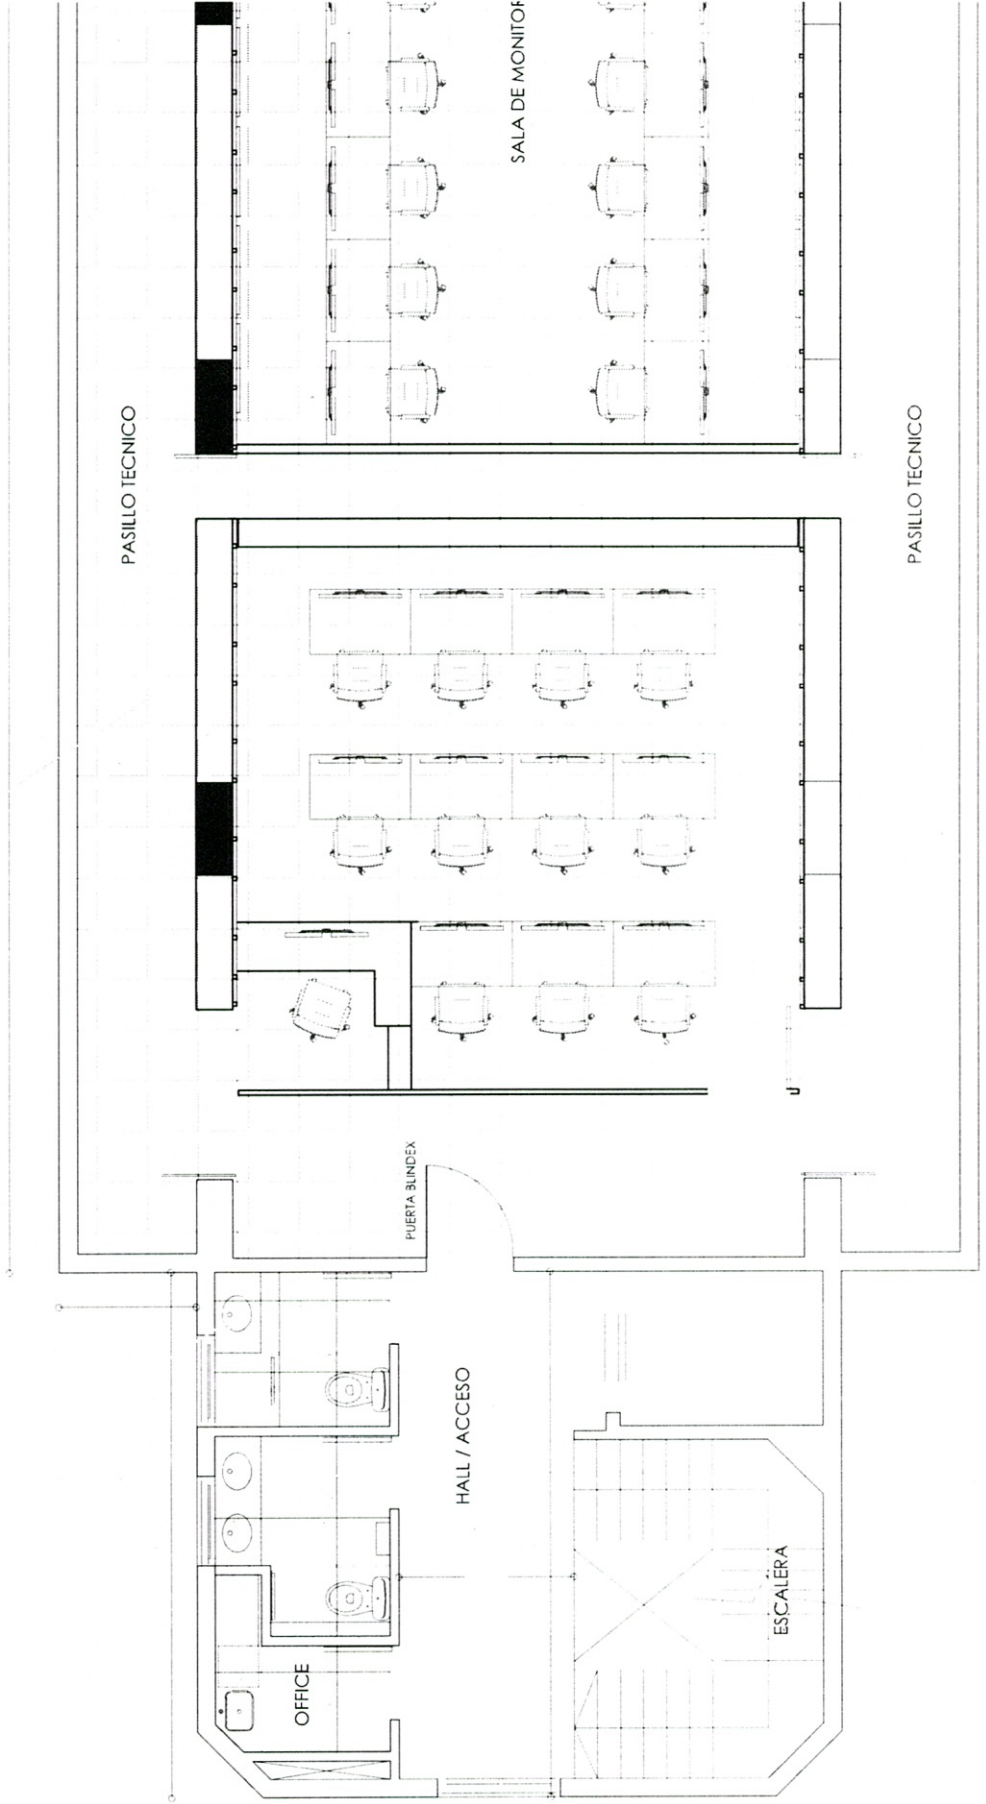 SALA DE MONITOR
PASILLO TECNICO
PASILLO TECNICO
PUERTA BLINDEX
HALL / ACCESO
ESCALERA
OFFICE